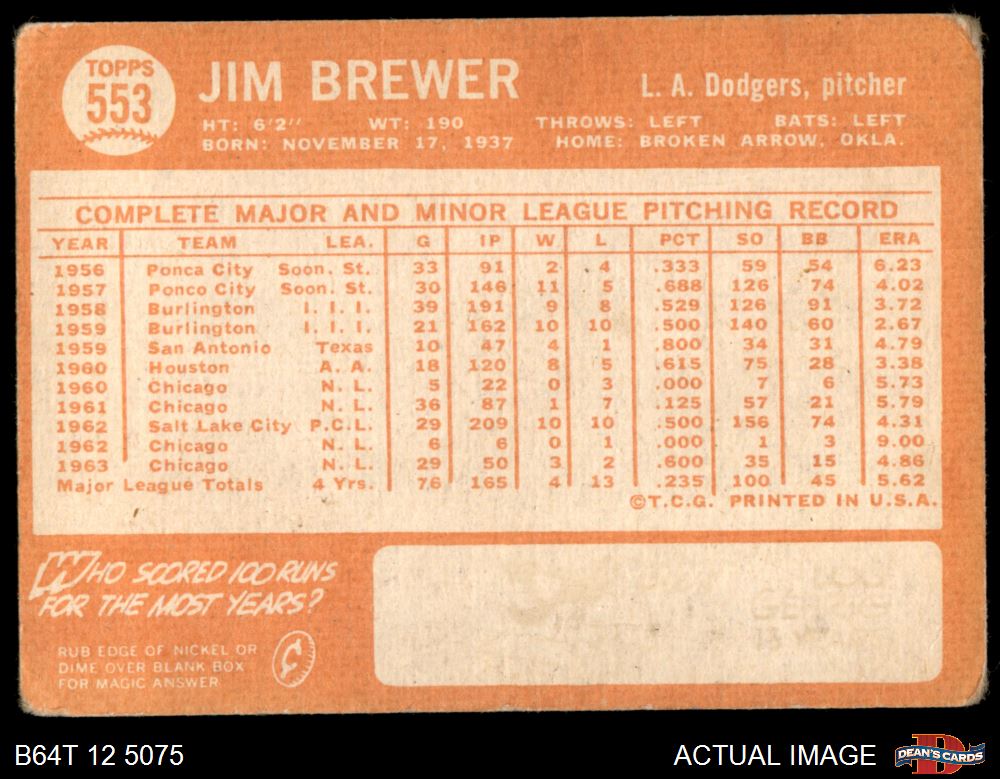 TOPPS
553
JIM BREWER
L. A. Dodgers, pitcher
HT: 6'2" WT: 190 THROWS: LEFT BATS: LEFT
BORN: NOVEMBER 17, 1937 HOME: BROKEN ARROW, OKLA.
COMPLETE MAJOR AND MINOR LEAGUE PITCHING RECORD
YEAR TEAM LEA. G IP W L PCT SO BB ERA
1956 Ponca City Soon. St. 33 91 2 4 .333 59 54 6.23
1957 Ponco City Soon. St. 30 146 11 5 .688 126 74 4.02
1958 Burlington I. I. I. 39 191 9 8 .529 126 91 3.72
1959 Burlington I. I. I. 21 162 10 10 .500 140 60 2.67
1959 San Antonio Texas 10 47 4 1 .800 34 31 4.79
1960 Houston A. A. 18 120 8 5 .615 75 28 3.38
1960 Chicago N. L. 5 22 0 3 .000 7 6 5.73
1961 Chicago N. L. 36 87 1 7 .125 57 21 5.79
1962 Salt Lake City P.C.L. 29 209 10 10 .500 156 74 4.31
1962 Chicago N. L. 6 6 0 1 .000 1 3 9.00
1963 Chicago N. L. 29 50 3 2 .600 35 15 4.86
Major League Totals 4 Yrs. 76 165 4 13 .235 100 45 5.62
©T.C.G. PRINTED IN U.S.A.
WHO SCORED 100 RUNS
FOR THE MOST YEARS?
RUB EDGE OF NICKEL OR
DIME OVER BLANK BOX
FOR MAGIC ANSWER
B64T 12 5075
ACTUAL IMAGE
DEAN'S CARDS